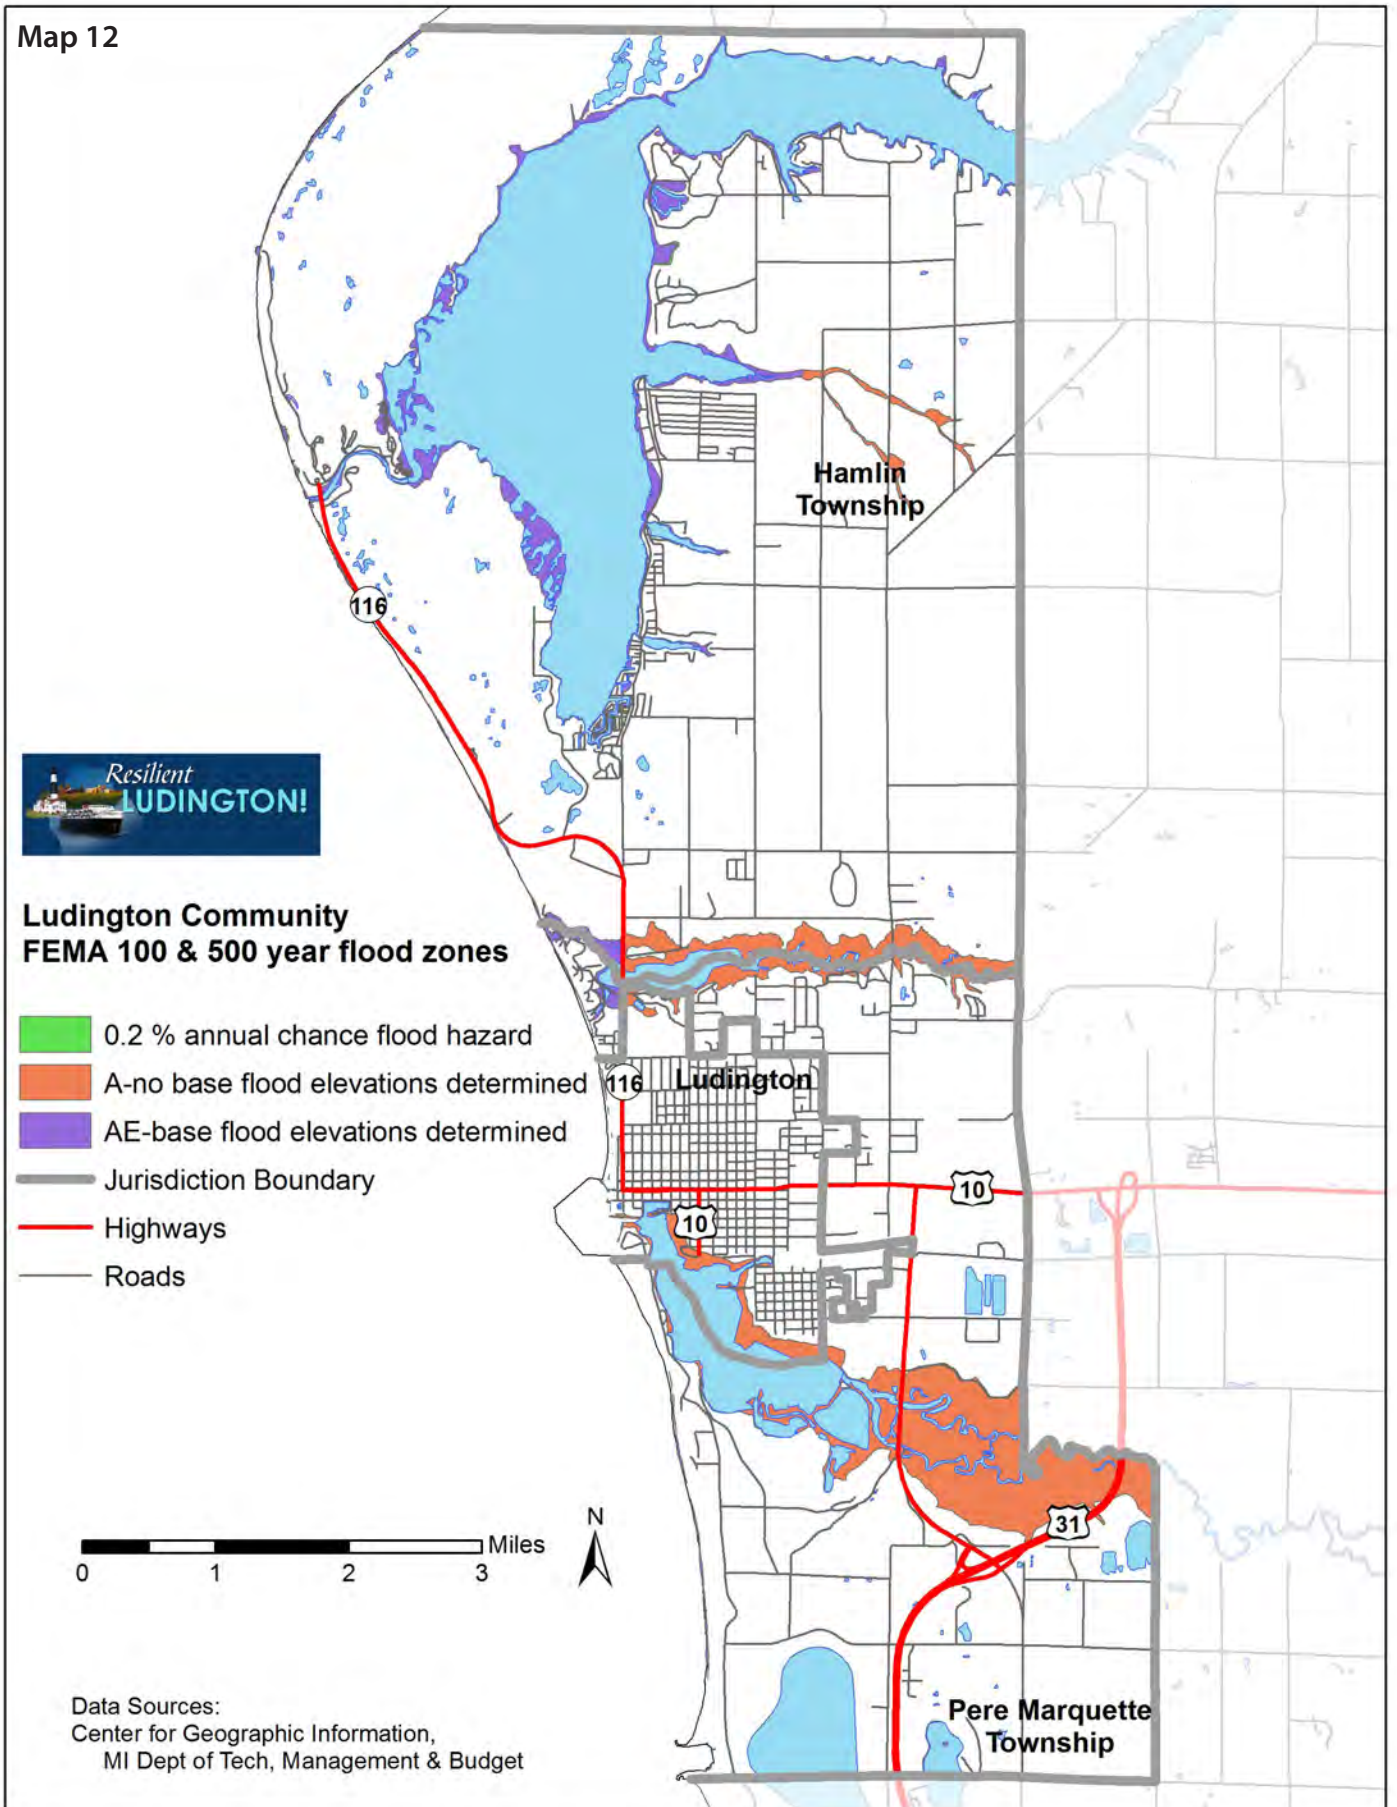 Map 12
Hamlin
Township
116
Resilient
LUDINGTON!
Ludington Community
FEMA 100 & 500 year flood zones
0.2 % annual chance flood hazard
A-no base flood elevations determined
AE-base flood elevations determined
Jurisdiction Boundary
Highways
Roads
116
Ludington
10
10
31
N
Miles
0 1 2 3
Pere Marquette
Township
Data Sources:
Center for Geographic Information,
MI Dept of Tech, Management & Budget